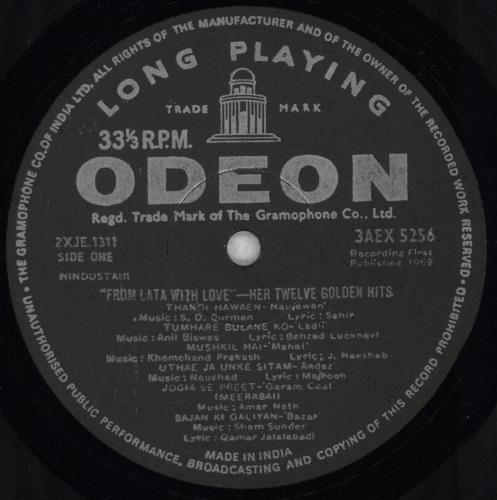 THE GRAMOPHONE CO. OF INDIA LTD. ALL RIGHTS OF THE MANUFACTURER AND OF THE OWNER OF THE RECORDED WORK RESERVED • UNAUTHORISED PUBLIC PERFORMANCE, BROADCASTING AND COPYING OF THIS RECORD PROHIBITED •
LONG PLAYING
TRADE MARK
33⅓ R.P.M.
ODEON
Regd. Trade Mark of The Gramophone Co., Ltd.
2XJE.1311
SIDE ONE
3AEX 5256
Recording First
Published 1969
HINDUSTANI
"FROM LATA WITH LOVE"—HER TWELVE GOLDEN HITS
THANDI HAWAEN-'Naujawan'
Music: S. D. Burman Lyric: Sahir
TUMHARE BULANE KO-'Ladli'
Music: Anil Biswas Lyric: Behzad Lucknavi
MUSHKIL HAI-'Mahal'
Music: Khemchand Prakash Lyric: J. Nakshab
UTHAE JA UNKE SITAM-'Andaz'
Music: Naushad Lyric: Majrooh
JOGIA SE PREET-'Garam Coat'
(MEERABAI)
Music: Amar Nath
SAJAN KI GALIYAN-'Bazar'
Music: Sham Sunder
Lyric: Qamar Jalalabadi
MADE IN INDIA